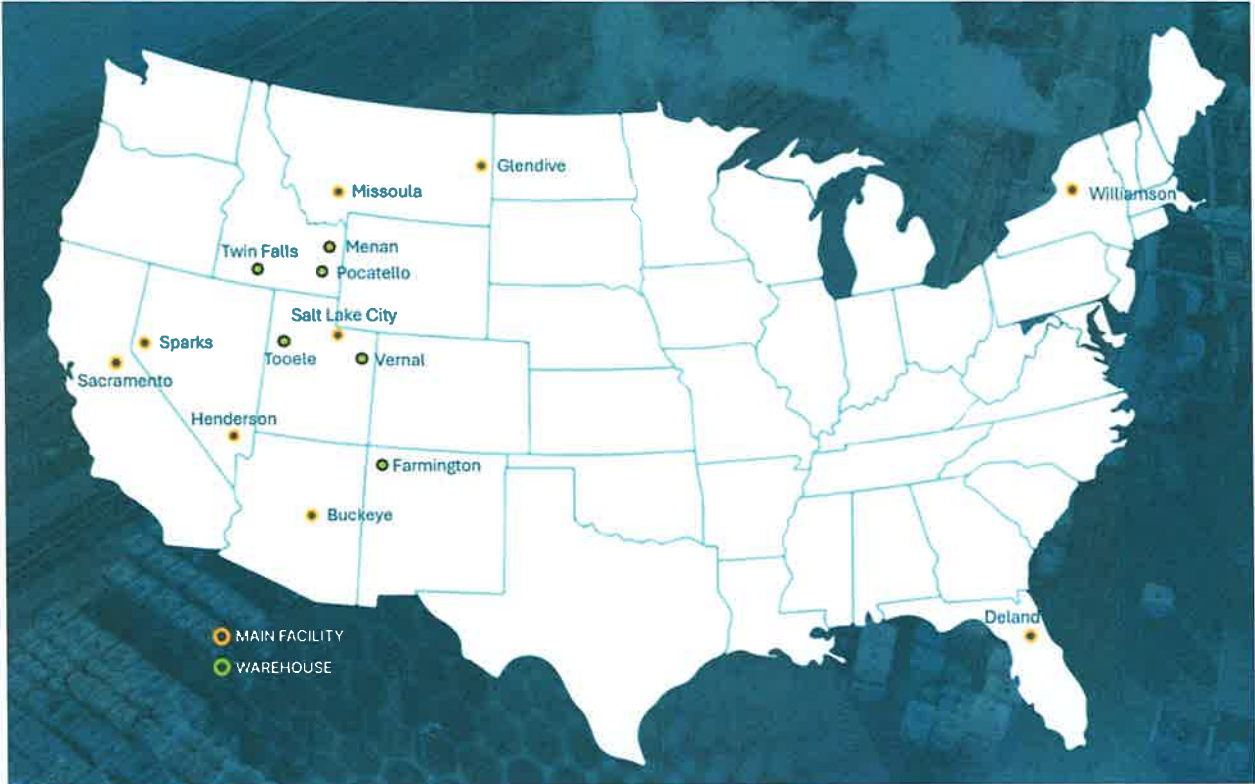 Glendive
Missoula
Williamson
Twin Falls
Menan
Pocatello
Salt Lake City
Sparks
Tooele
Vernal
Sacramento
Henderson
Farmington
Buckeye
Deland
MAIN FACILITY
WAREHOUSE